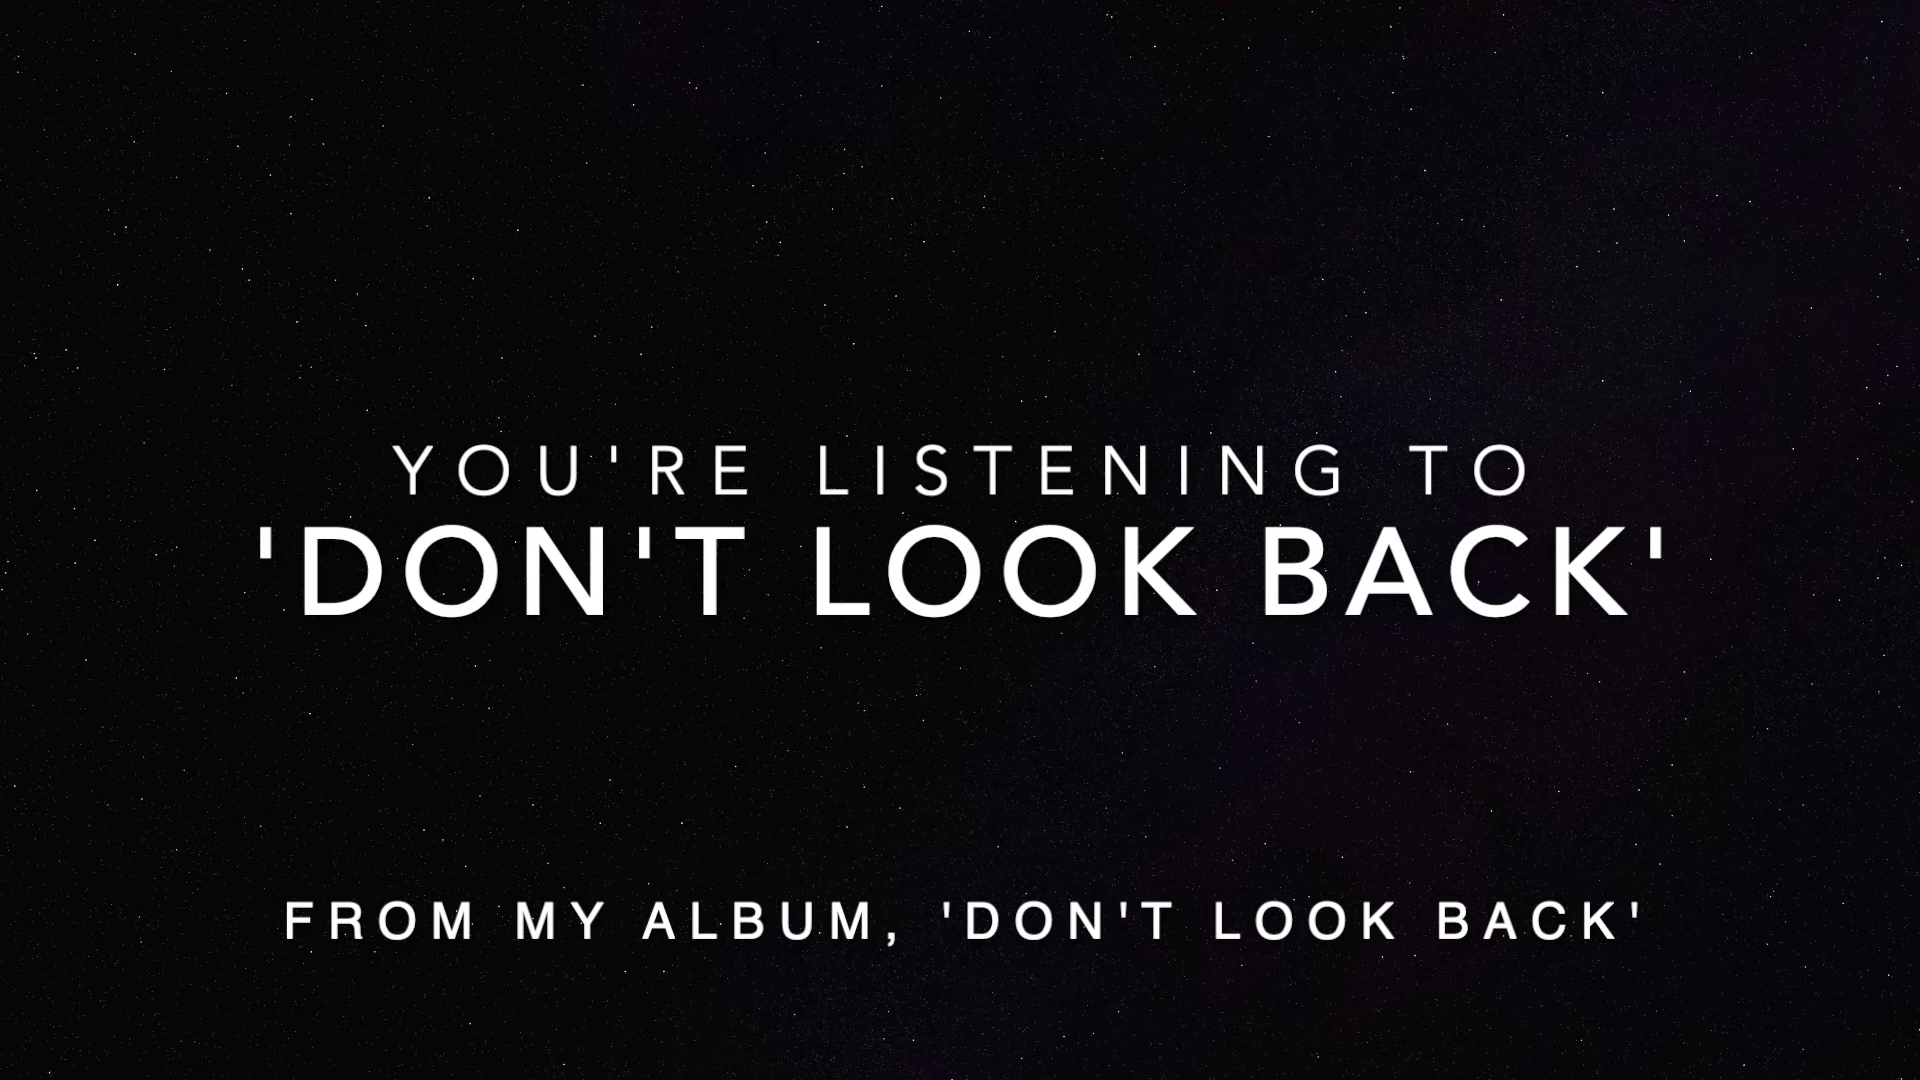 YOU'RE LISTENING TO
'DON'T LOOK BACK'
FROM MY ALBUM, 'DON'T LOOK BACK'